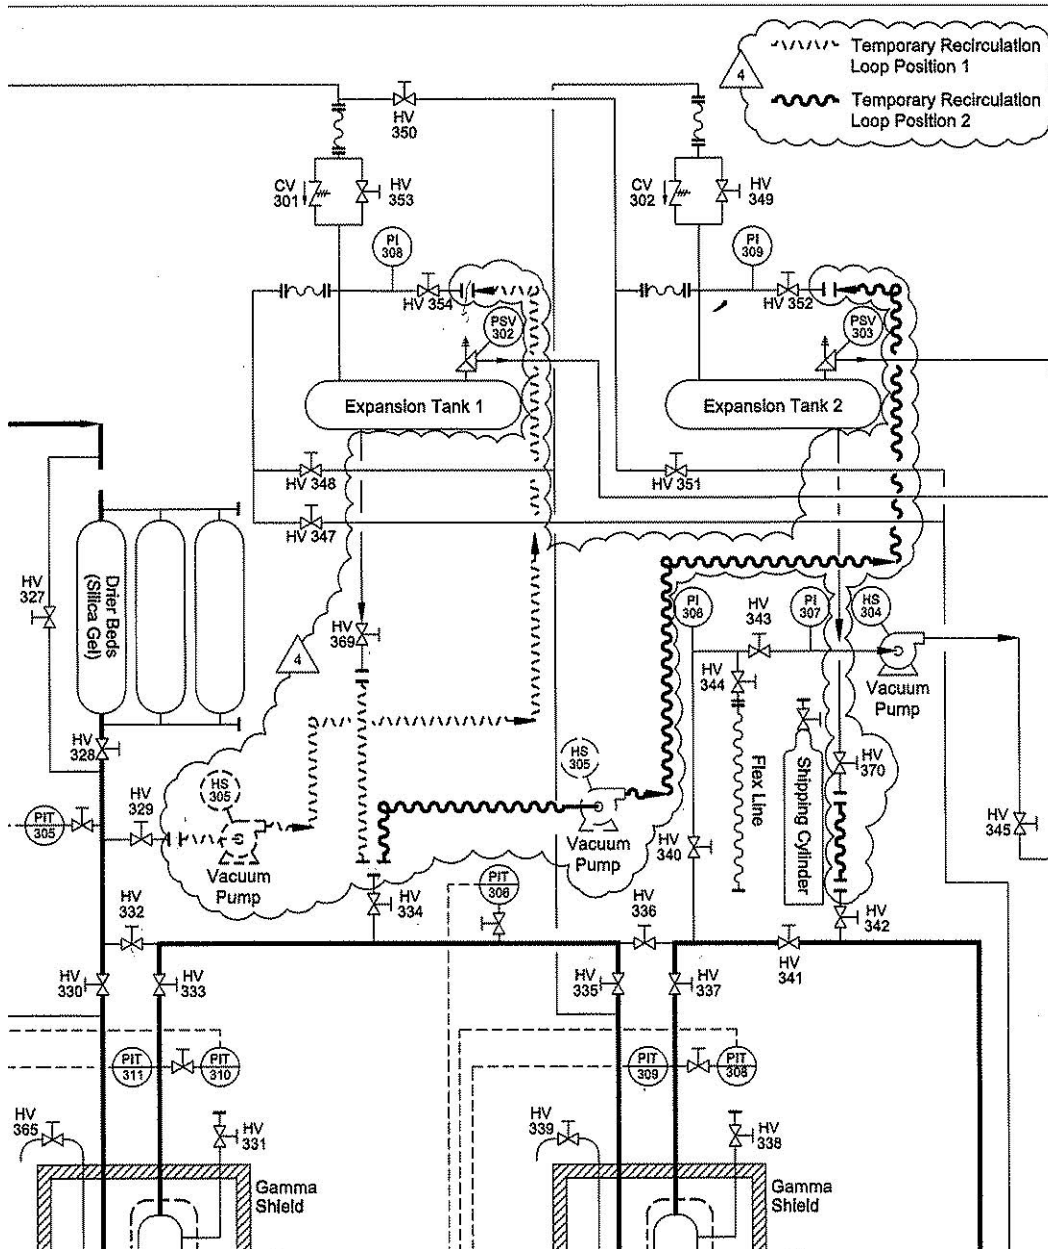 Temporary Recirculation
Loop Position 1
4
Temporary Recirculation
Loop Position 2
HV
350
CV
301
HV
353
CV
302
HV
349
PI
308
PI
309
HV 354
HV 352
PSV
302
PSV
303
Expansion Tank 1
Expansion Tank 2
HV 348
HV 351
HV 347
HV
327
Drier Beds
(Silica Gel)
HV
369
4
PI
306
HV
343
PI
307
HS
304
HV
344
Vacuum
Pump
HV
328
HS
305
HS
305
Flex Line
Shipping Cylinder
HV
370
PIT
305
HV
329
Vacuum
Pump
Vacuum
Pump
HV
340
HV
345
HV
332
HV
334
PIT
306
HV
336
HV
342
HV
330
HV
333
HV
335
HV
337
HV
341
PIT
311
PIT
310
PIT
309
PIT
308
HV
365
HV
331
HV
339
HV
338
Gamma
Shield
Gamma
Shield